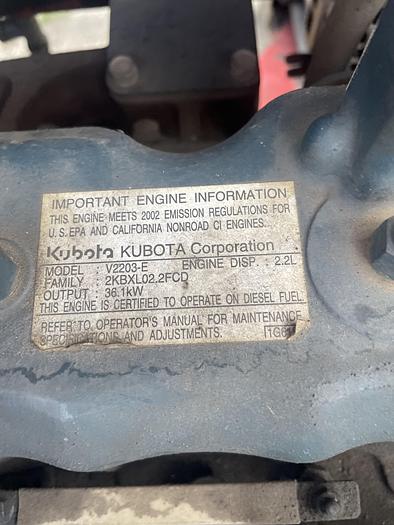 IMPORTANT ENGINE INFORMATION
THIS ENGINE MEETS 2002 EMISSION REGULATIONS FOR
U.S.EPA AND CALIFORNIA NONROAD CI ENGINES.
Kubota KUBOTA Corporation
MODEL : V2203-E ENGINE DISP. : 2.2L
FAMILY : 2KBXL02.2FCD
OUTPUT : 36.1kW
THIS ENGINE IS CERTIFIED TO OPERATE ON DIESEL FUEL.
REFER TO OPERATOR'S MANUAL FOR MAINTENANCE
SPECIFICATIONS AND ADJUSTMENTS.